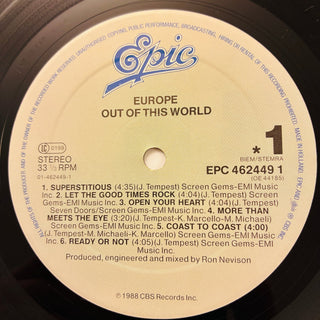 Epic
EUROPE
OUT OF THIS WORLD
LC 0199
STEREO
33 ⅓ RPM
01-462449-1
*1
BIEM/STEMRA
EPC 462449 1
(OE 44185)
1. SUPERSTITIOUS (4:35)(J. Tempest) Screen Gems-EMI Music
Inc. 2. LET THE GOOD TIMES ROCK (4:04)(J. Tempest)
Screen Gems-EMI Music Inc. 3. OPEN YOUR HEART (4:04)(J. Tempest)
Seven Doors/Screen Gems-EMI Music Inc. 4. MORE THAN
MEETS THE EYE (3:20)(J. Tempest-K. Marcello-M. Michaeli)
Screen Gems-EMI Music Inc. 5. COAST TO COAST (4:00)
(J. Tempest-M. Michaeli-K. Marcello) Screen Gems-EMI Music
Inc. 6. READY OR NOT (4:05)(J. Tempest) Screen Gems-EMI
Music Inc.
Produced, engineered and mixed by Ron Nevison
℗1988 CBS Records Inc.